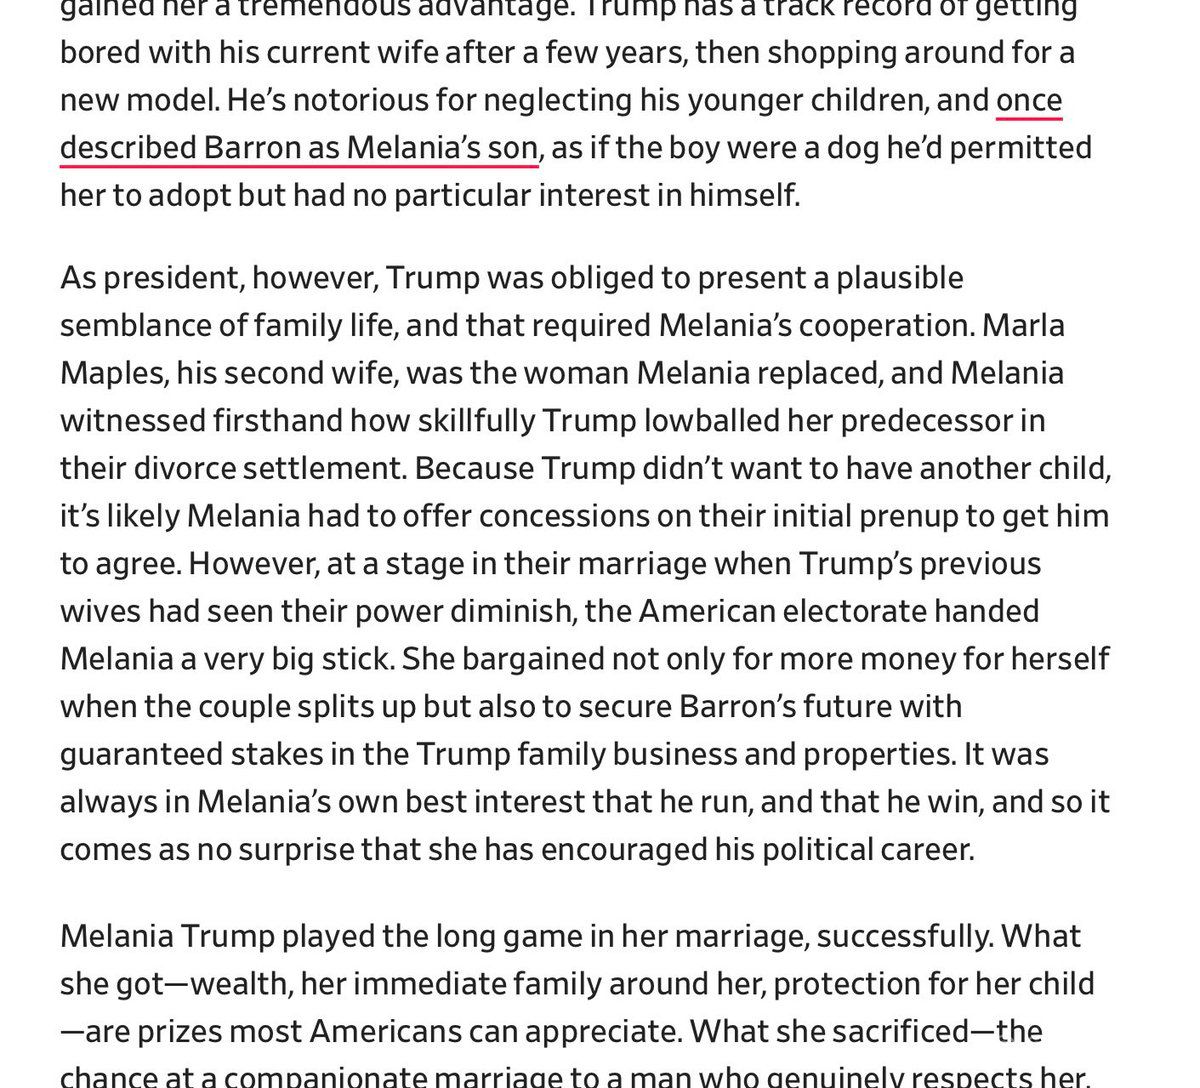 gained her a tremendous advantage. Trump has a track record of getting
bored with his current wife after a few years, then shopping around for a
new model. He’s notorious for neglecting his younger children, and once
described Barron as Melania’s son, as if the boy were a dog he’d permitted
her to adopt but had no particular interest in himself.
As president, however, Trump was obliged to present a plausible
semblance of family life, and that required Melania’s cooperation. Marla
Maples, his second wife, was the woman Melania replaced, and Melania
witnessed firsthand how skillfully Trump lowballed her predecessor in
their divorce settlement. Because Trump didn’t want to have another child,
it’s likely Melania had to offer concessions on their initial prenup to get him
to agree. However, at a stage in their marriage when Trump’s previous
wives had seen their power diminish, the American electorate handed
Melania a very big stick. She bargained not only for more money for herself
when the couple splits up but also to secure Barron’s future with
guaranteed stakes in the Trump family business and properties. It was
always in Melania’s own best interest that he run, and that he win, and so it
comes as no surprise that she has encouraged his political career.
Melania Trump played the long game in her marriage, successfully. What
she got—wealth, her immediate family around her, protection for her child
—are prizes most Americans can appreciate. What she sacrificed—the
chance at a companionate marriage to a man who genuinely respects her,